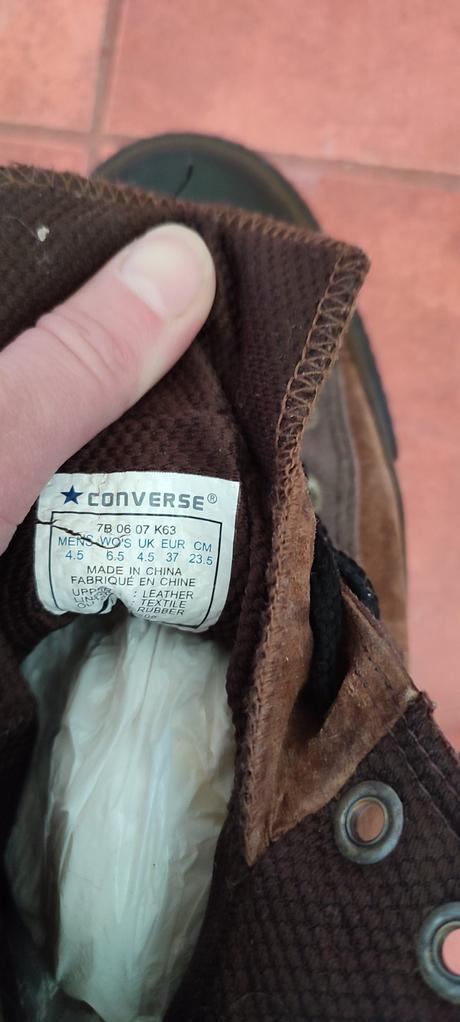 CONVERSE®
7B 06 07 K63
MENS WO'S UK EUR CM
4.5 6.5 4.5 37 23.5
MADE IN CHINA
FABRIQUÉ EN CHINE
: LEATHER
: TEXTILE
RUBBER